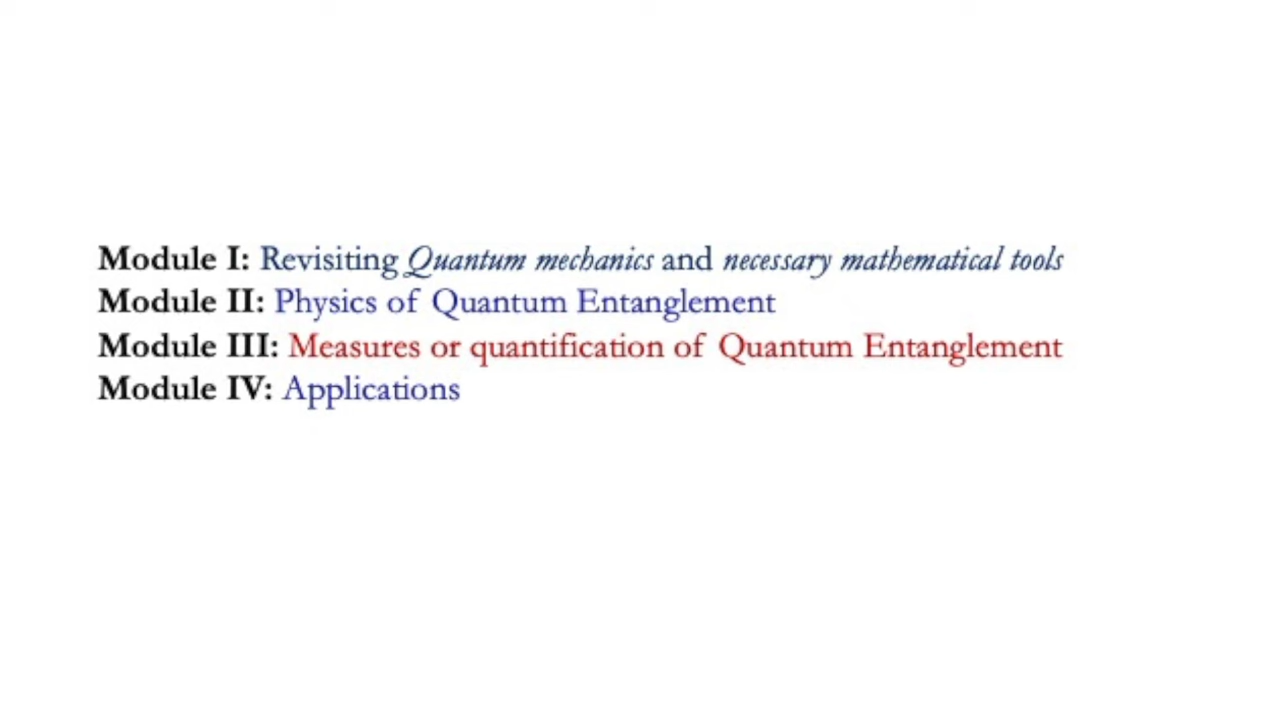 Module I: Revisiting Quantum mechanics and necessary mathematical tools
Module II: Physics of Quantum Entanglement
Module III: Measures or quantification of Quantum Entanglement
Module IV: Applications